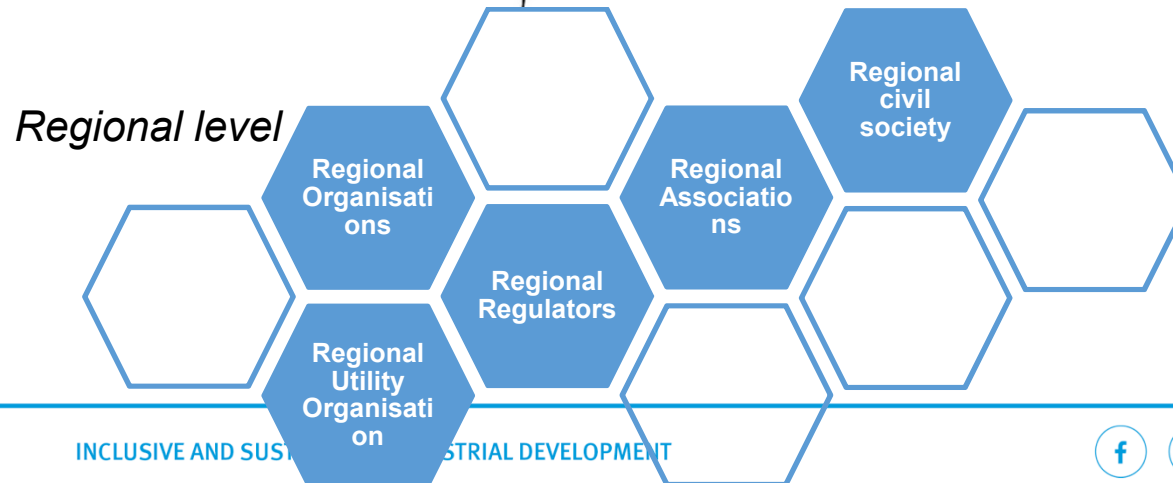 Regional level
Regional
civil
society
Regional
Organisati
ons
Regional
Associatio
ns
Regional
Regulators
Regional
Utility
Organisati
on
INCLUSIVE AND SUST
STRIAL DEVELOPMENT
f